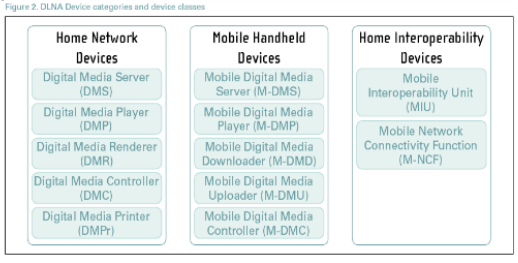 Figure 2. DLNA Device categories and device classes
Home Network
Devices
Digital Media Server
(DMS)
Digital Media Player
(DMP)
Digital Media Renderer
(DMR)
Digital Media Controller
(DMC)
Digital Media Printer
(DMPr)
Mobile Handheld
Devices
Mobile Digital Media
Server (M-DMS)
Mobile Digital Media
Player (M-DMP)
Mobile Digital Media
Downloader (M-DMD)
Mobile Digital Media
Uploader (M-DMU)
Mobile Digital Media
Controller (M-DMC)
Home Interoperability
Devices
Mobile
Interoperability Unit
(MIU)
Mobile Network
Connectivity Function
(M-NCF)